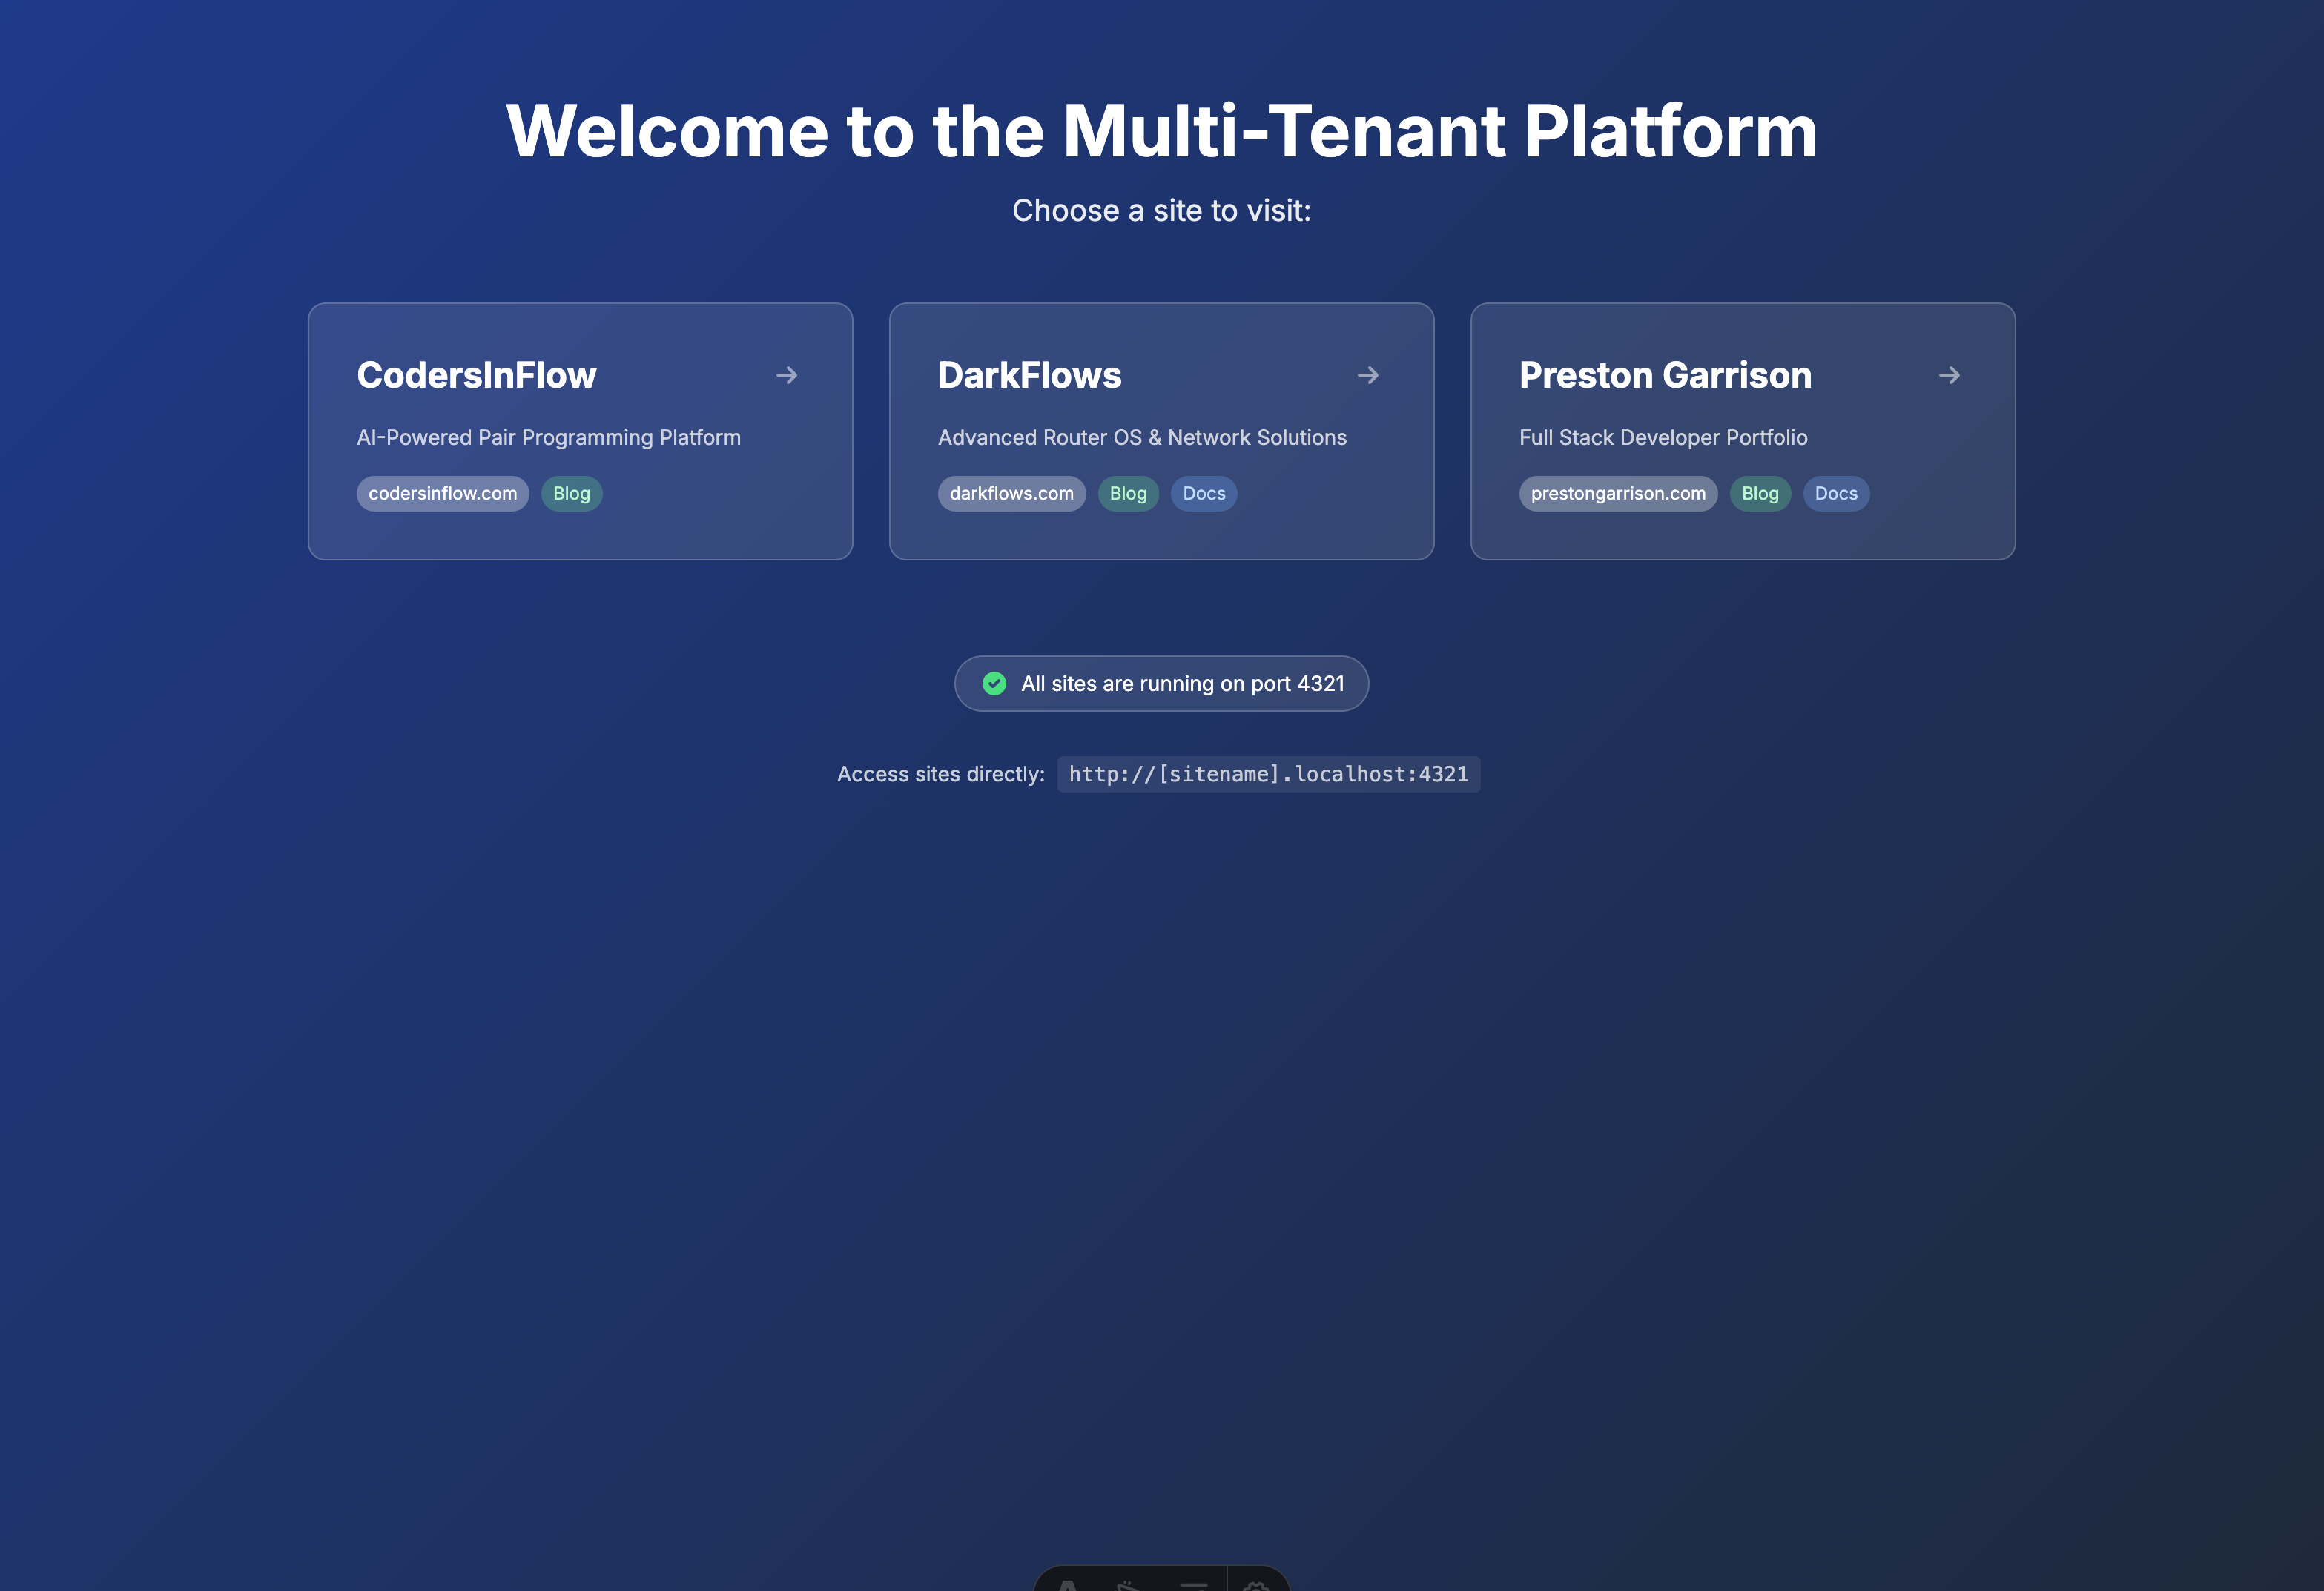 Welcome to the Multi-Tenant Platform
Choose a site to visit:
CodersInFlow
AI-Powered Pair Programming Platform
codersinflow.com Blog
DarkFlows
Advanced Router OS & Network Solutions
darkflows.com Blog Docs
Preston Garrison
Full Stack Developer Portfolio
prestongarrison.com Blog Docs
All sites are running on port 4321
Access sites directly: http://[sitename].localhost:4321